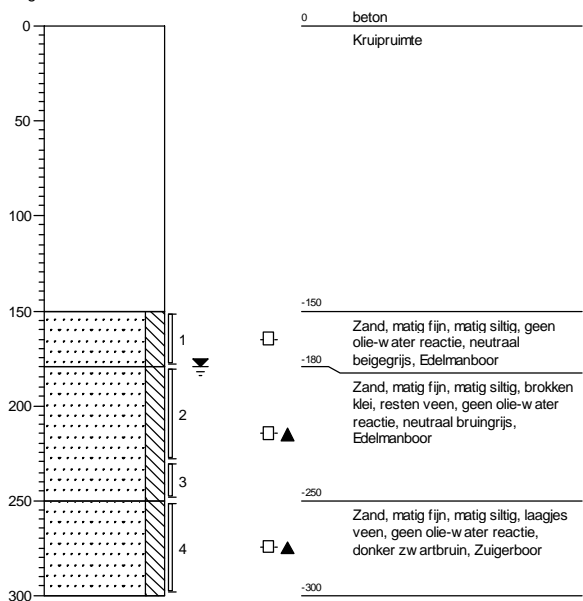 0
50
100
150
200
250
300
1
2
3
4
0
beton
Kruipruimte
-150
Zand, matig fijn, matig siltig, geen
olie-water reactie, neutraal
beigegrijs, Edelmanboor
-180
Zand, matig fijn, matig siltig, brokken
klei, resten veen, geen olie-water
reactie, neutraal bruingrijs,
Edelmanboor
-250
Zand, matig fijn, matig siltig, laagjes
veen, geen olie-water reactie,
donker zwartbruin, Zuigerboor
-300